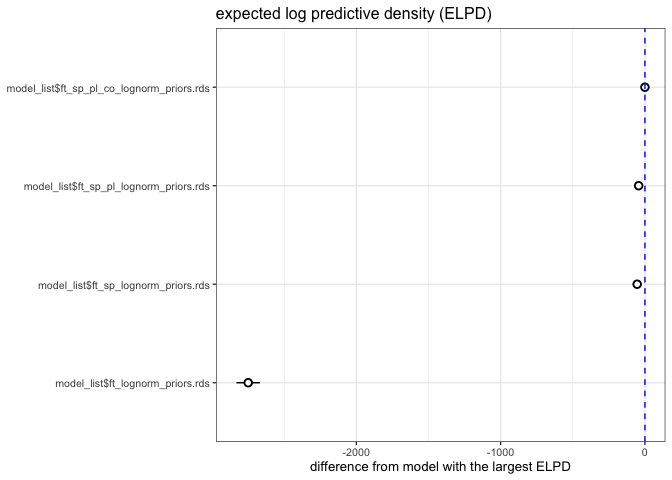 expected log predictive density (ELPD)
model_list$ft_sp_pl_co_lognorm_priors.rds
model_list$ft_sp_pl_lognorm_priors.rds
model_list$ft_sp_lognorm_priors.rds
model_list$ft_lognorm_priors.rds
-2000 -1000 0
difference from model with the largest ELPD